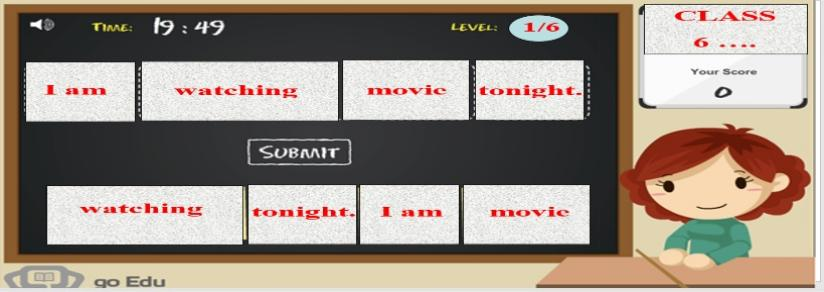 TIME: 19:49 LEVEL: 1/6
CLASS
6 ....
Your Score
0
I am watching movie tonight.
SUBMIT
watching tonight. I am movie
go Edu